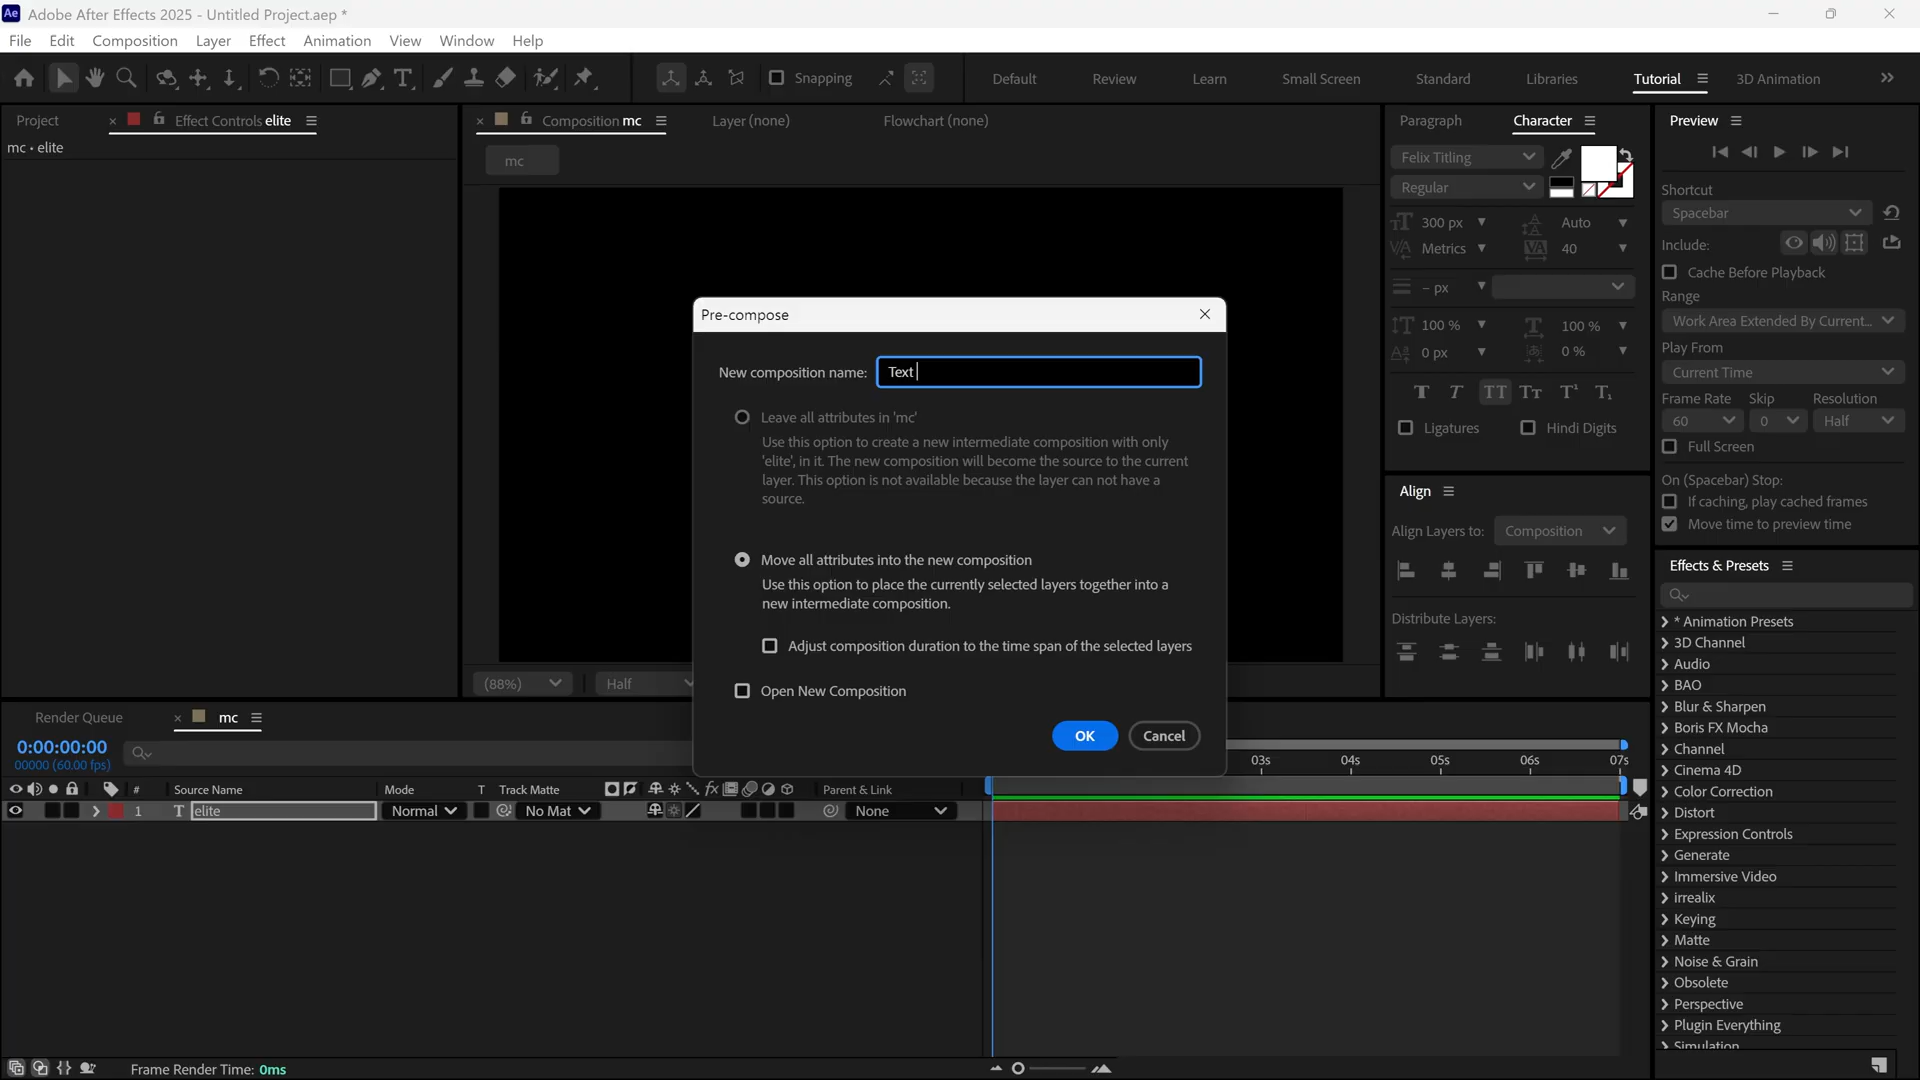 Ae Adobe After Effects 2025 - Untitled Project.aep *
File Edit Composition Layer Effect Animation View Window Help
Snapping Default Review Learn Small Screen Standard Libraries Tutorial 3D Animation
Project Effect Controls elite
mc • elite
Composition mc Layer (none) Flowchart (none)
mc
Paragraph Character
Felix Titling
Regular
300 px Auto
Metrics 40
– px
100 % 100 %
0 px 0 %
Ligatures Hindi Digits
Align
Align Layers to: Composition
Distribute Layers:
Preview
Shortcut
Spacebar
Include:
Cache Before Playback
Range
Work Area Extended By Current...
Play From
Current Time
Frame Rate Skip Resolution
60 0 Half
Full Screen
On (Spacebar) Stop:
If caching, play cached frames
Move time to preview time
Effects & Presets
* Animation Presets
3D Channel
Audio
BAO
Blur & Sharpen
Boris FX Mocha
Channel
Cinema 4D
Color Correction
Distort
Expression Controls
Generate
Immersive Video
irrealix
Keying
Matte
Noise & Grain
Obsolete
Perspective
Plugin Everything
Simulation
Pre-compose
New composition name: Text
Leave all attributes in 'mc'
Use this option to create a new intermediate composition with only
'elite', in it. The new composition will become the source to the current
layer. This option is not available because the layer can not have a
source.
Move all attributes into the new composition
Use this option to place the currently selected layers together into a
new intermediate composition.
Adjust composition duration to the time span of the selected layers
Open New Composition
OK Cancel
(88%) Half
Render Queue mc
0:00:00:00
00000 (60.00 fps)
03s 04s 05s 06s 07s
# Source Name Mode T Track Matte fx Parent & Link
1 T elite Normal No Mat None
Frame Render Time: 0ms